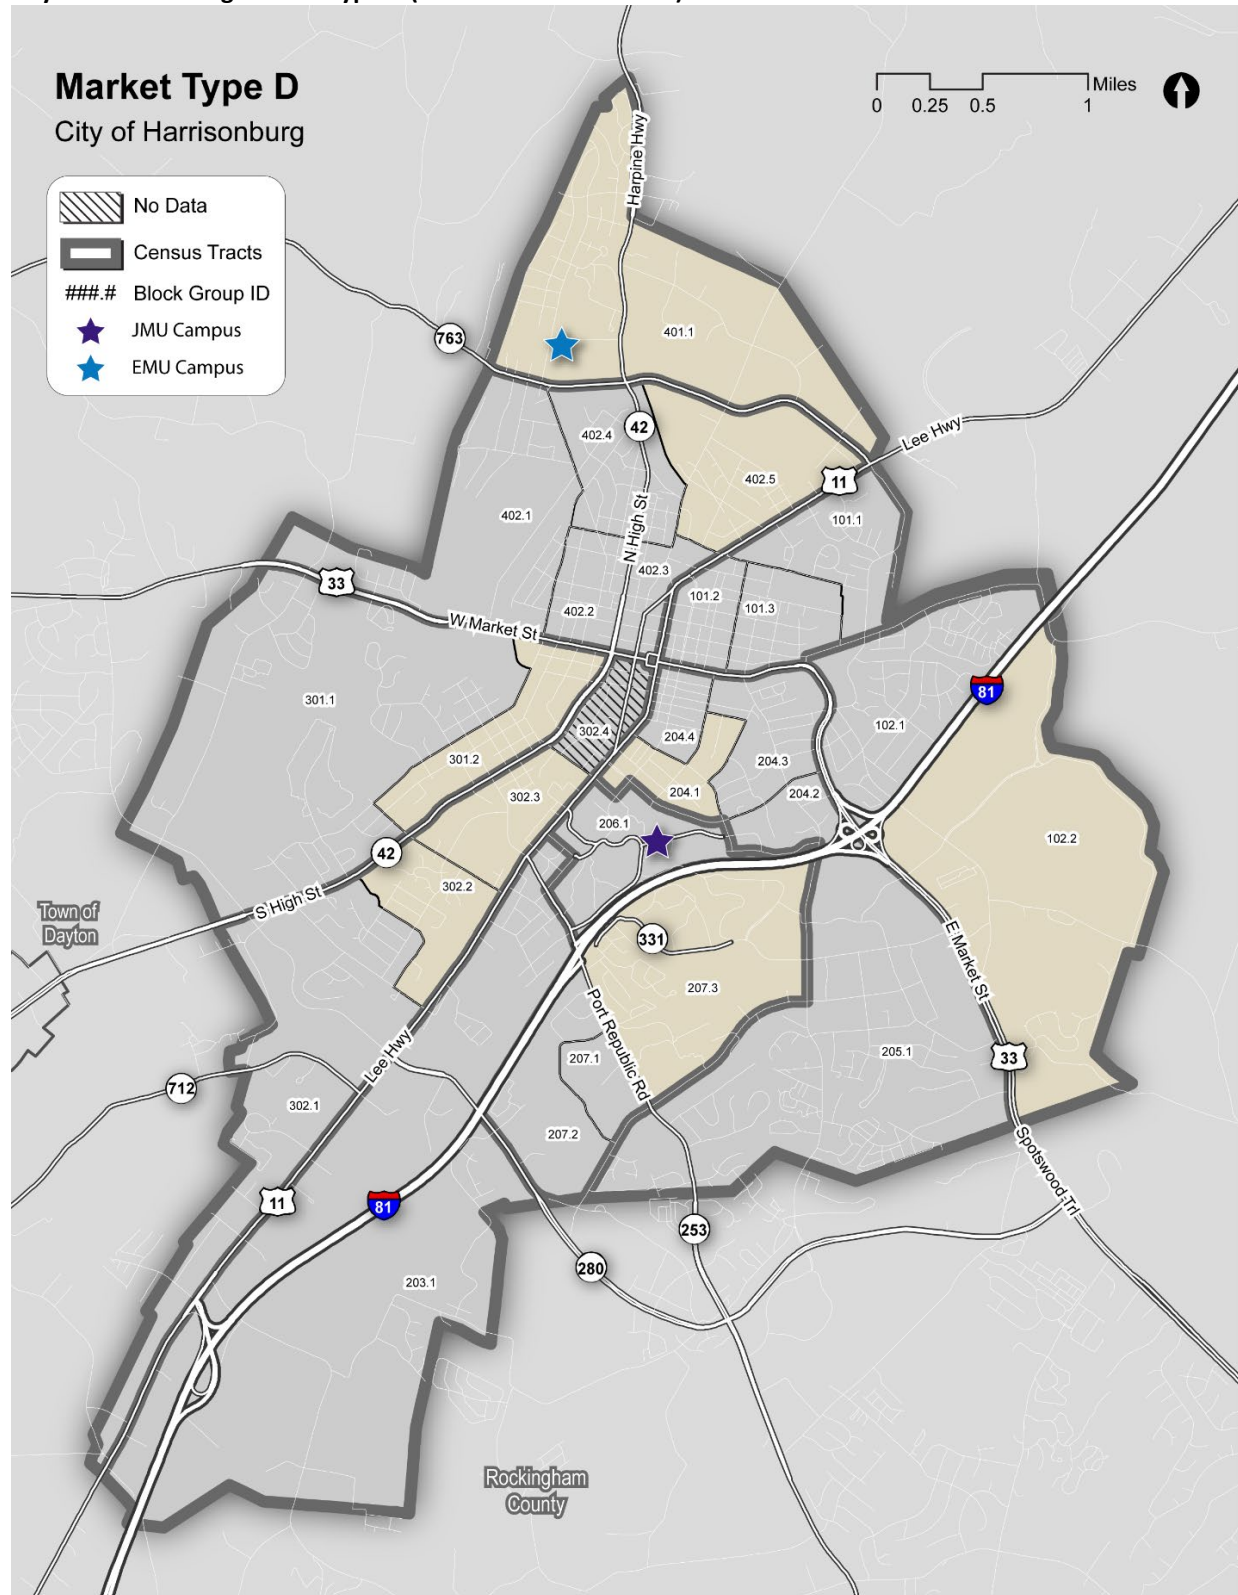 Market Type D
City of Harrisonburg
No Data
Census Tracts
###.# Block Group ID
JMU Campus
EMU Campus
Miles
0 0.25 0.5 1
Harpine Hwy
401.1
763
42
402.4
Lee Hwy
402.5
11
402.1
101.1
N High St
402.3
33
101.2
101.3
402.2
W Market St
81
301.1
102.1
302.4
204.4
301.2
204.3
302.3
204.1
204.2
206.1
102.2
42
302.2
S High St
Town of
Dayton
331
E Market St
207.3
Port Republic Rd
205.1
33
Lee Hwy
207.1
712
302.1
207.2
Spotswood Trl
11
81
253
280
203.1
Rockingham
County